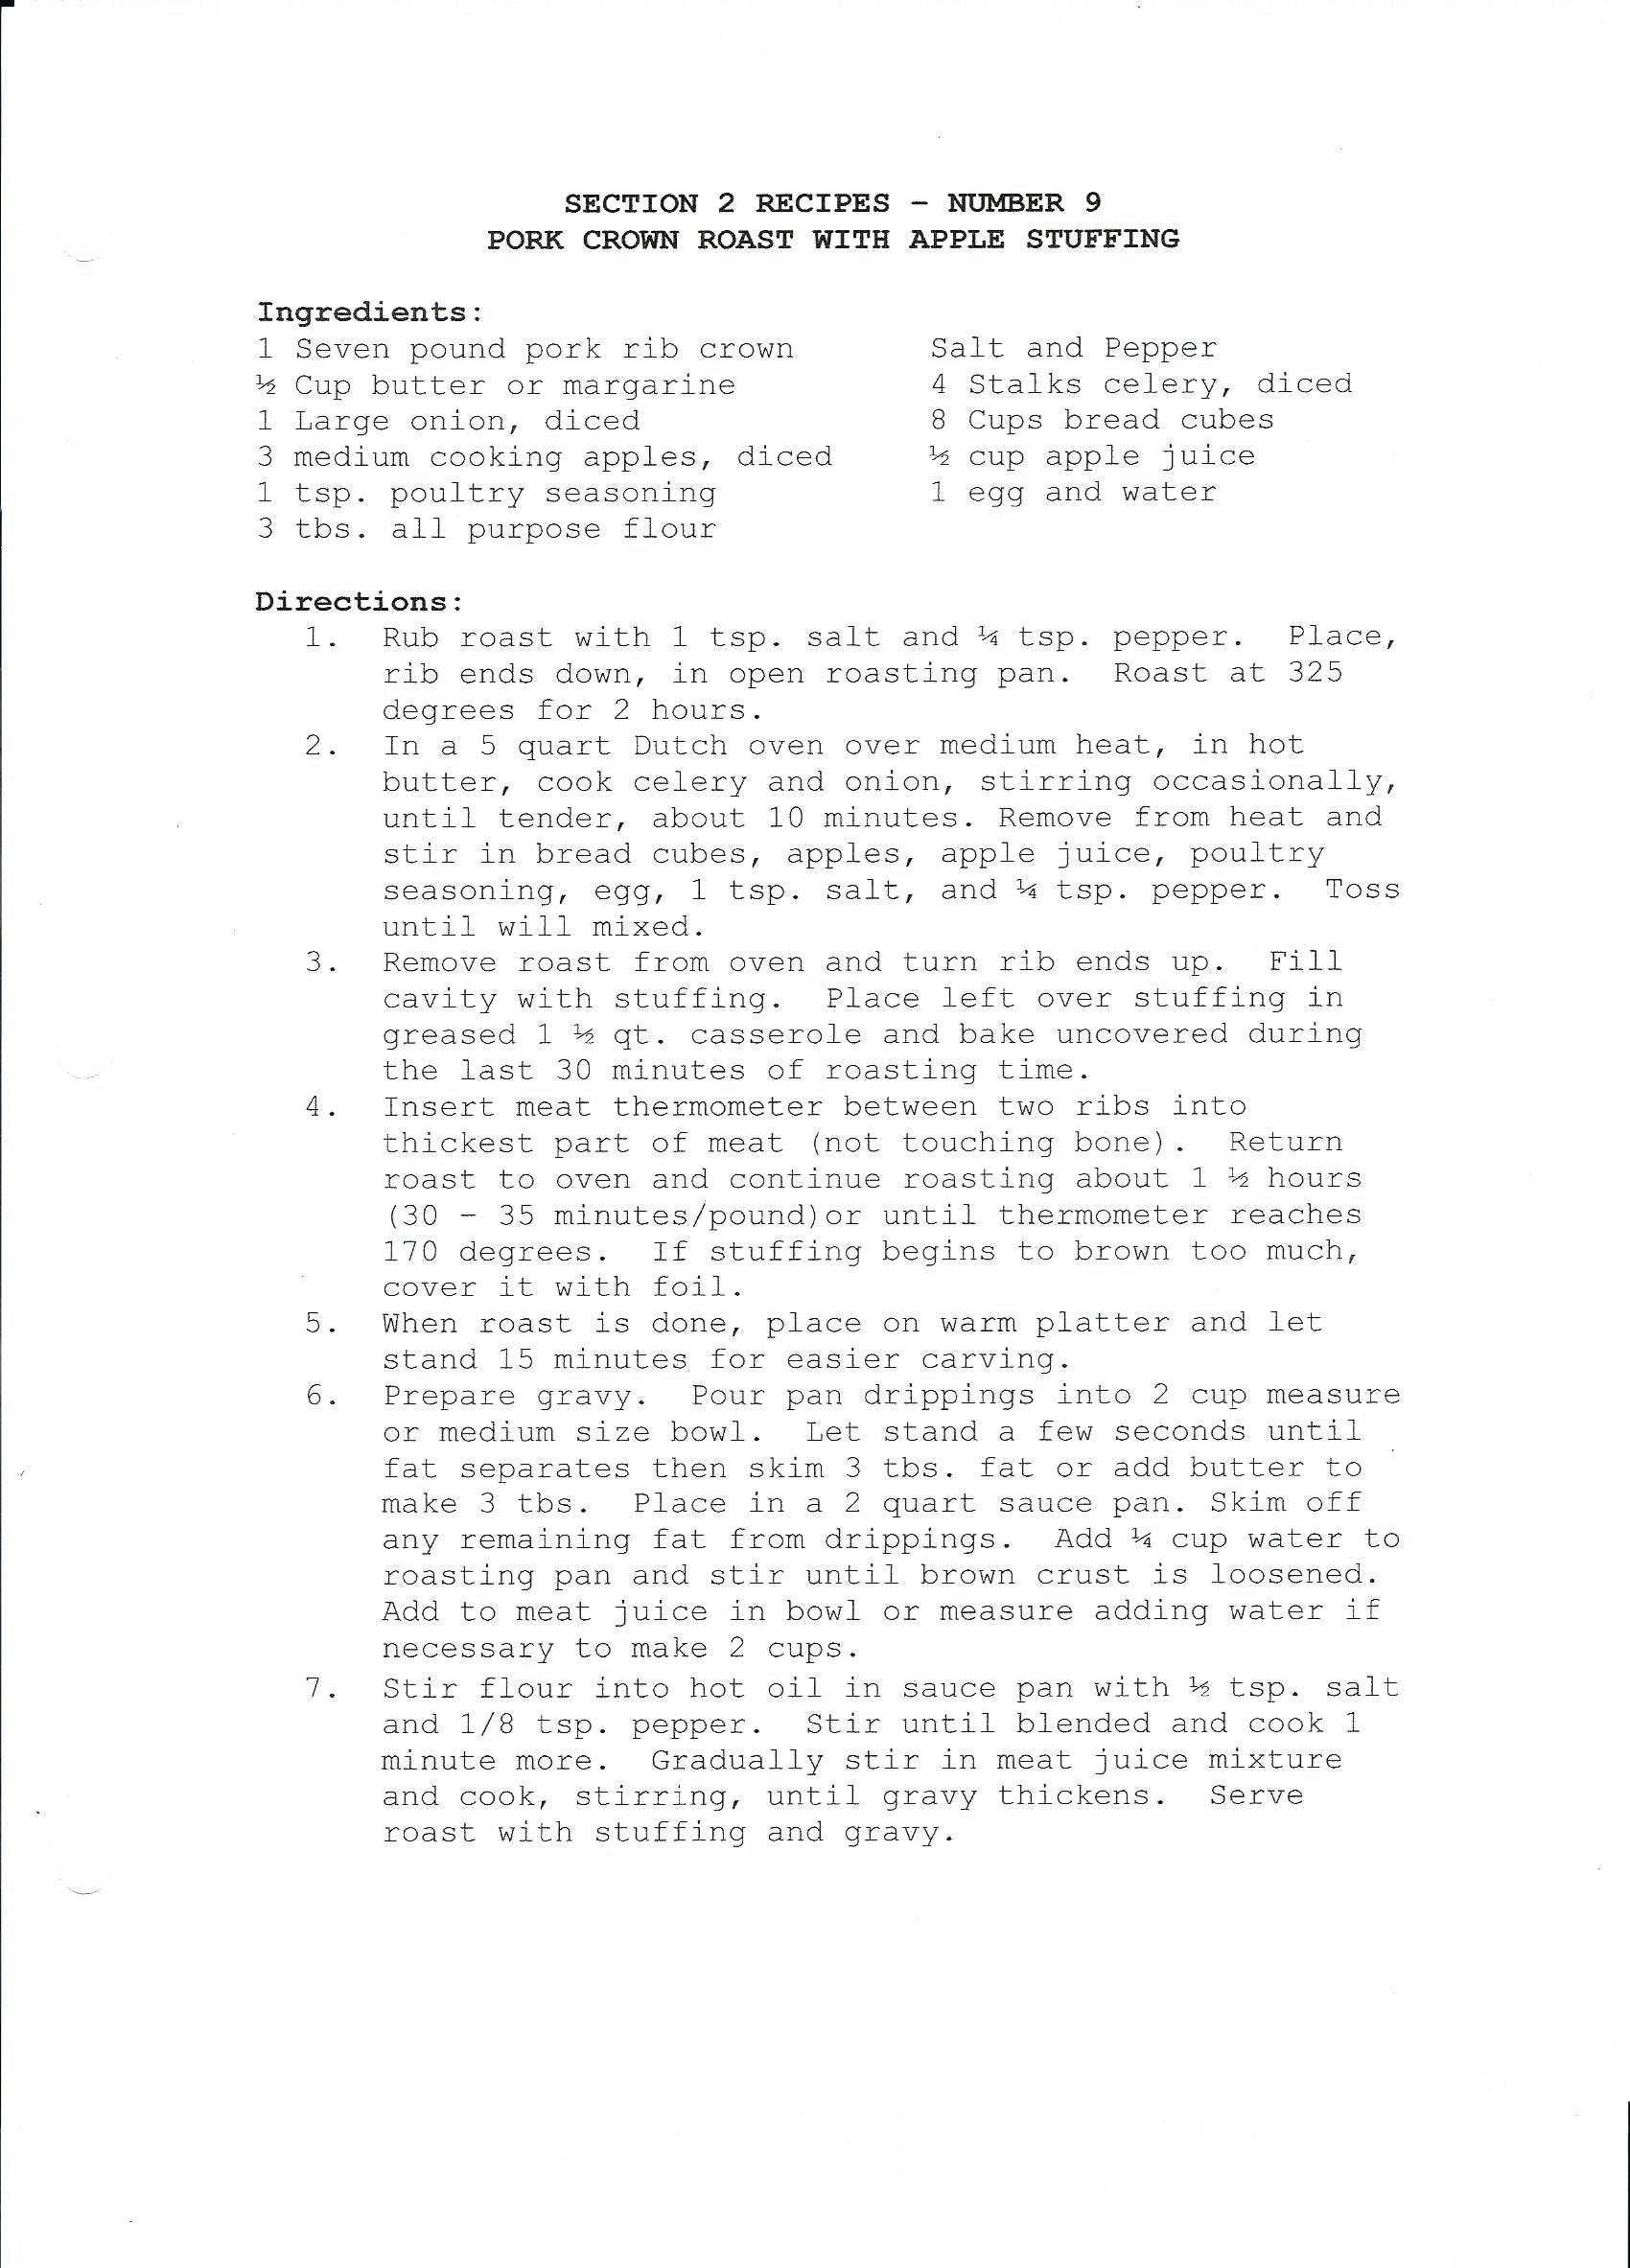 SECTION 2 RECIPES - NUMBER 9
PORK CROWN ROAST WITH APPLE STUFFING
Ingredients:
1 Seven pound pork rib crown
½ Cup butter or margarine
1 Large onion, diced
3 medium cooking apples, diced
1 tsp. poultry seasoning
3 tbs. all purpose flour
Salt and Pepper
4 Stalks celery, diced
8 Cups bread cubes
½ cup apple juice
1 egg and water
Directions:
1. Rub roast with 1 tsp. salt and ¼ tsp. pepper. Place,
rib ends down, in open roasting pan. Roast at 325
degrees for 2 hours.
2. In a 5 quart Dutch oven over medium heat, in hot
butter, cook celery and onion, stirring occasionally,
until tender, about 10 minutes. Remove from heat and
stir in bread cubes, apples, apple juice, poultry
seasoning, egg, 1 tsp. salt, and ¼ tsp. pepper. Toss
until will mixed.
3. Remove roast from oven and turn rib ends up. Fill
cavity with stuffing. Place left over stuffing in
greased 1 ½ qt. casserole and bake uncovered during
the last 30 minutes of roasting time.
4. Insert meat thermometer between two ribs into
thickest part of meat (not touching bone). Return
roast to oven and continue roasting about 1 ½ hours
(30 - 35 minutes/pound)or until thermometer reaches
170 degrees. If stuffing begins to brown too much,
cover it with foil.
5. When roast is done, place on warm platter and let
stand 15 minutes for easier carving.
6. Prepare gravy. Pour pan drippings into 2 cup measure
or medium size bowl. Let stand a few seconds until
fat separates then skim 3 tbs. fat or add butter to
make 3 tbs. Place in a 2 quart sauce pan. Skim off
any remaining fat from drippings. Add ¼ cup water to
roasting pan and stir until brown crust is loosened.
Add to meat juice in bowl or measure adding water if
necessary to make 2 cups.
7. Stir flour into hot oil in sauce pan with ½ tsp. salt
and 1/8 tsp. pepper. Stir until blended and cook 1
minute more. Gradually stir in meat juice mixture
and cook, stirring, until gravy thickens. Serve
roast with stuffing and gravy.